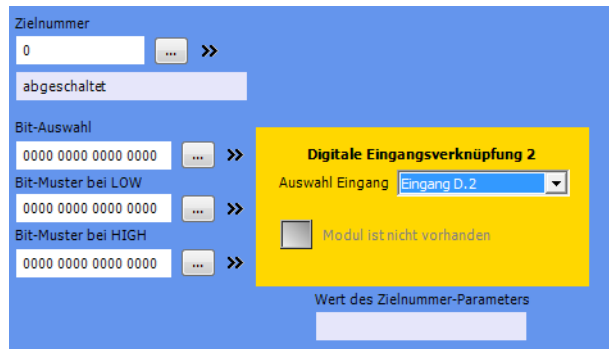 Zielnummer
0
...
abgeschaltet
Bit-Auswahl
0000 0000 0000 0000
...
Bit-Muster bei LOW
0000 0000 0000 0000
...
Bit-Muster bei HIGH
0000 0000 0000 0000
...
Digitale Eingangsverknüpfung 2
Auswahl Eingang Eingang D.2
Modul ist nicht vorhanden
Wert des Zielnummer-Parameters